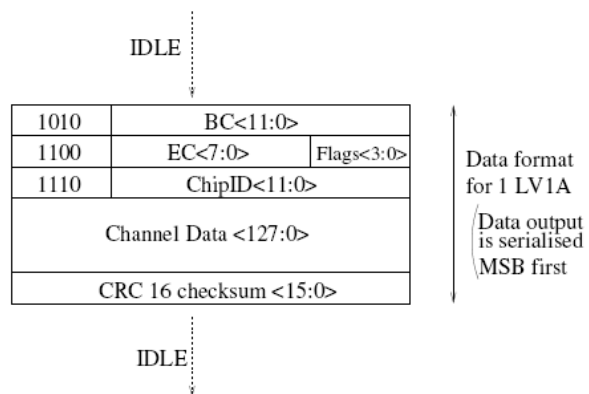 IDLE
1010 BC<11:0>
1100 EC<7:0> Flags<3:0>
1110 ChipID<11:0>
Channel Data <127:0>
CRC 16 checksum <15:0>
Data format
for 1 LV1A
Data output
is serialised
MSB first
IDLE